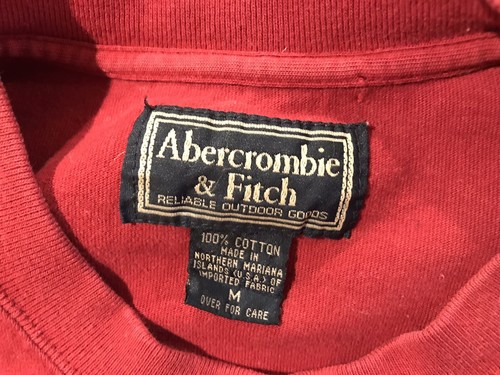 Abercrombie
& Fitch
RELIABLE OUTDOOR GOODS
100% COTTON
MADE IN
NORTHERN MARIANA
ISLANDS (U.S.A.) OF
IMPORTED FABRIC
M
OVER FOR CARE